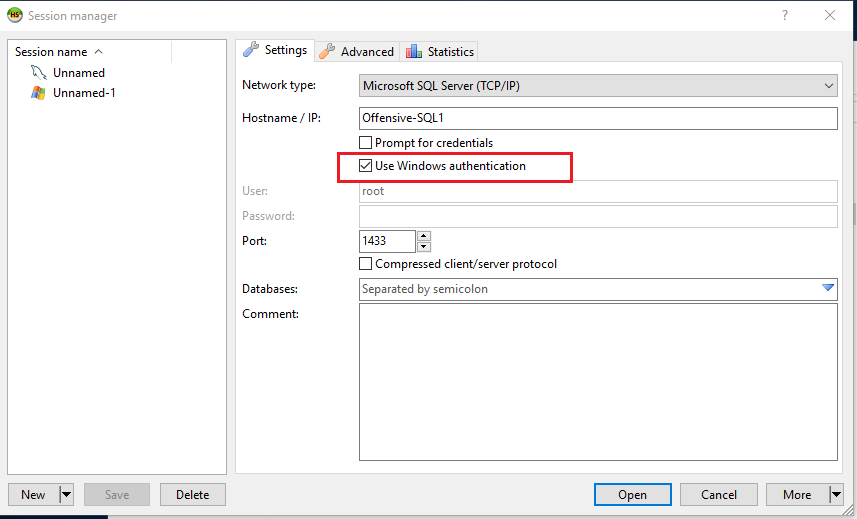 HS Session manager ?
Session name
Unnamed
Unnamed-1
Settings Advanced Statistics
Network type: Microsoft SQL Server (TCP/IP)
Hostname / IP: Offensive-SQL1
Prompt for credentials
Use Windows authentication
User: root
Password:
Port: 1433
Compressed client/server protocol
Databases: Separated by semicolon
Comment:
New Save Delete Open Cancel More